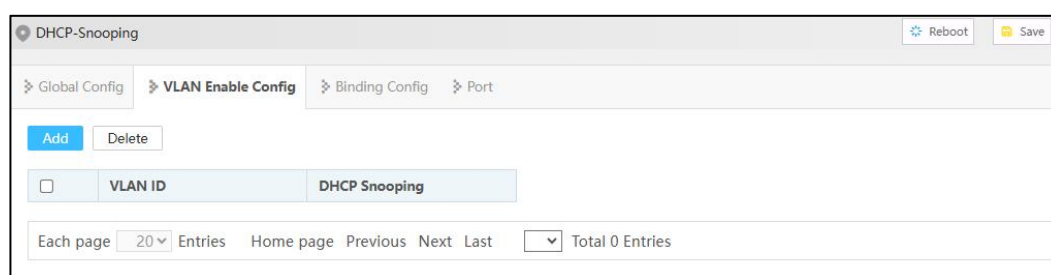 DHCP-Snooping Reboot Save
Global Config VLAN Enable Config Binding Config Port
Add Delete
VLAN ID DHCP Snooping
Each page 20 Entries Home page Previous Next Last Total 0 Entries